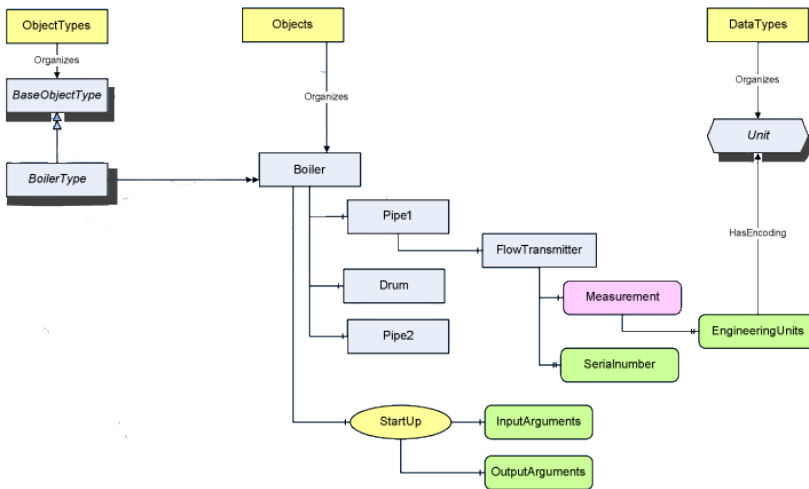 ObjectTypes
Objects
DataTypes
Organizes
Organizes
Organizes
BaseObjectType
Unit
BoilerType
Boiler
Pipe1
HasEncoding
FlowTransmitter
Drum
Measurement
Pipe2
EngineeringUnits
Serialnumber
StartUp
InputArguments
OutputArguments